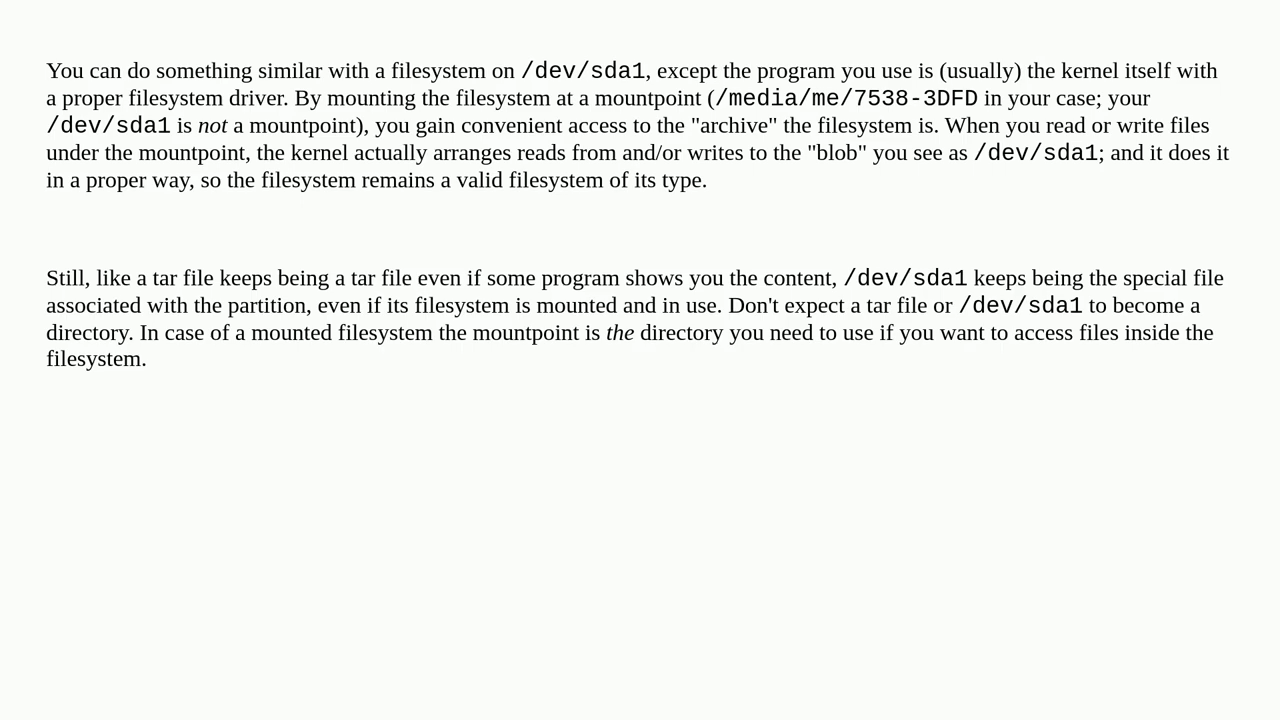 You can do something similar with a filesystem on /dev/sda1, except the program you use is (usually) the kernel itself with
a proper filesystem driver. By mounting the filesystem at a mountpoint (/media/me/7538-3DFD in your case; your
/dev/sda1 is not a mountpoint), you gain convenient access to the "archive" the filesystem is. When you read or write files
under the mountpoint, the kernel actually arranges reads from and/or writes to the "blob" you see as /dev/sda1; and it does it
in a proper way, so the filesystem remains a valid filesystem of its type.
Still, like a tar file keeps being a tar file even if some program shows you the content, /dev/sda1 keeps being the special file
associated with the partition, even if its filesystem is mounted and in use. Don't expect a tar file or /dev/sda1 to become a
directory. In case of a mounted filesystem the mountpoint is the directory you need to use if you want to access files inside the
filesystem.